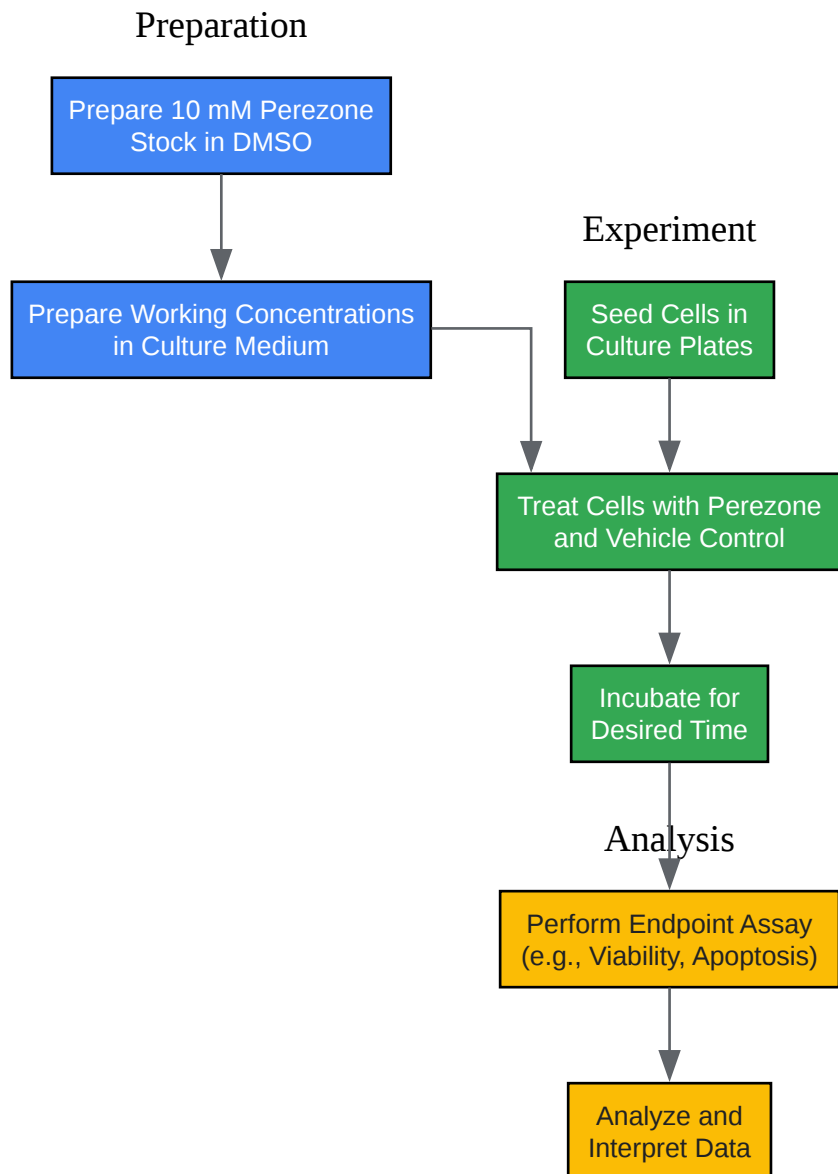 Preparation
Prepare 10 mM Perezone
Stock in DMSO
Prepare Working Concentrations
in Culture Medium
Experiment
Seed Cells in
Culture Plates
Treat Cells with Perezone
and Vehicle Control
Incubate for
Desired Time
Analysis
Perform Endpoint Assay
(e.g., Viability, Apoptosis)
Analyze and
Interpret Data